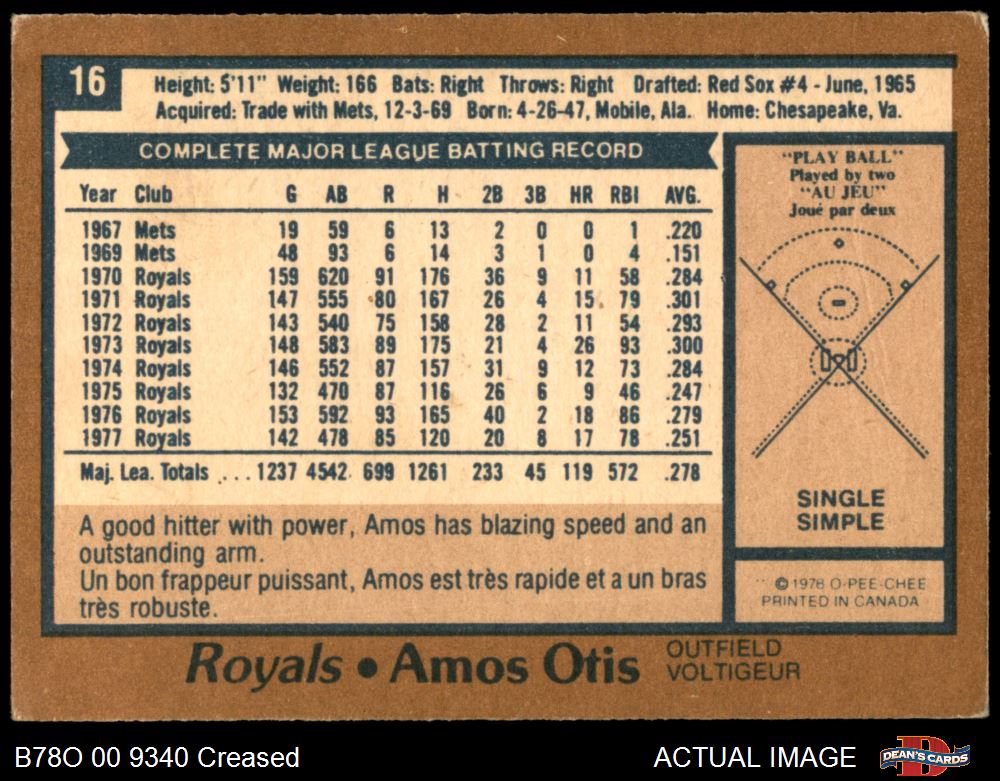 16
Height: 5'11" Weight: 166 Bats: Right Throws: Right Drafted: Red Sox #4 - June, 1965
Acquired: Trade with Mets, 12-3-69 Born: 4-26-47, Mobile, Ala. Home: Chesapeake, Va.
COMPLETE MAJOR LEAGUE BATTING RECORD
Year Club G AB R H 2B 3B HR RBI AVG.
1967 Mets 19 59 6 13 2 0 0 1 .220
1969 Mets 48 93 6 14 3 1 0 4 .151
1970 Royals 159 620 91 176 36 9 11 58 .284
1971 Royals 147 555 80 167 26 4 15 79 .301
1972 Royals 143 540 75 158 28 2 11 54 .293
1973 Royals 148 583 89 175 21 4 26 93 .300
1974 Royals 146 552 87 157 31 9 12 73 .284
1975 Royals 132 470 87 116 26 6 9 46 .247
1976 Royals 153 592 93 165 40 2 18 86 .279
1977 Royals 142 478 85 120 20 8 17 78 .251
Maj. Lea. Totals ... 1237 4542 699 1261 233 45 119 572 .278
A good hitter with power, Amos has blazing speed and an
outstanding arm.
Un bon frappeur puissant, Amos est très rapide et a un bras
très robuste.
"PLAY BALL"
Played by two
"AU JEU"
Joué par deux
SINGLE
SIMPLE
© 1978 O-PEE-CHEE
PRINTED IN CANADA
Royals • Amos Otis
OUTFIELD
VOLTIGEUR
B78O 00 9340 Creased
ACTUAL IMAGE
DEAN'S CARDS